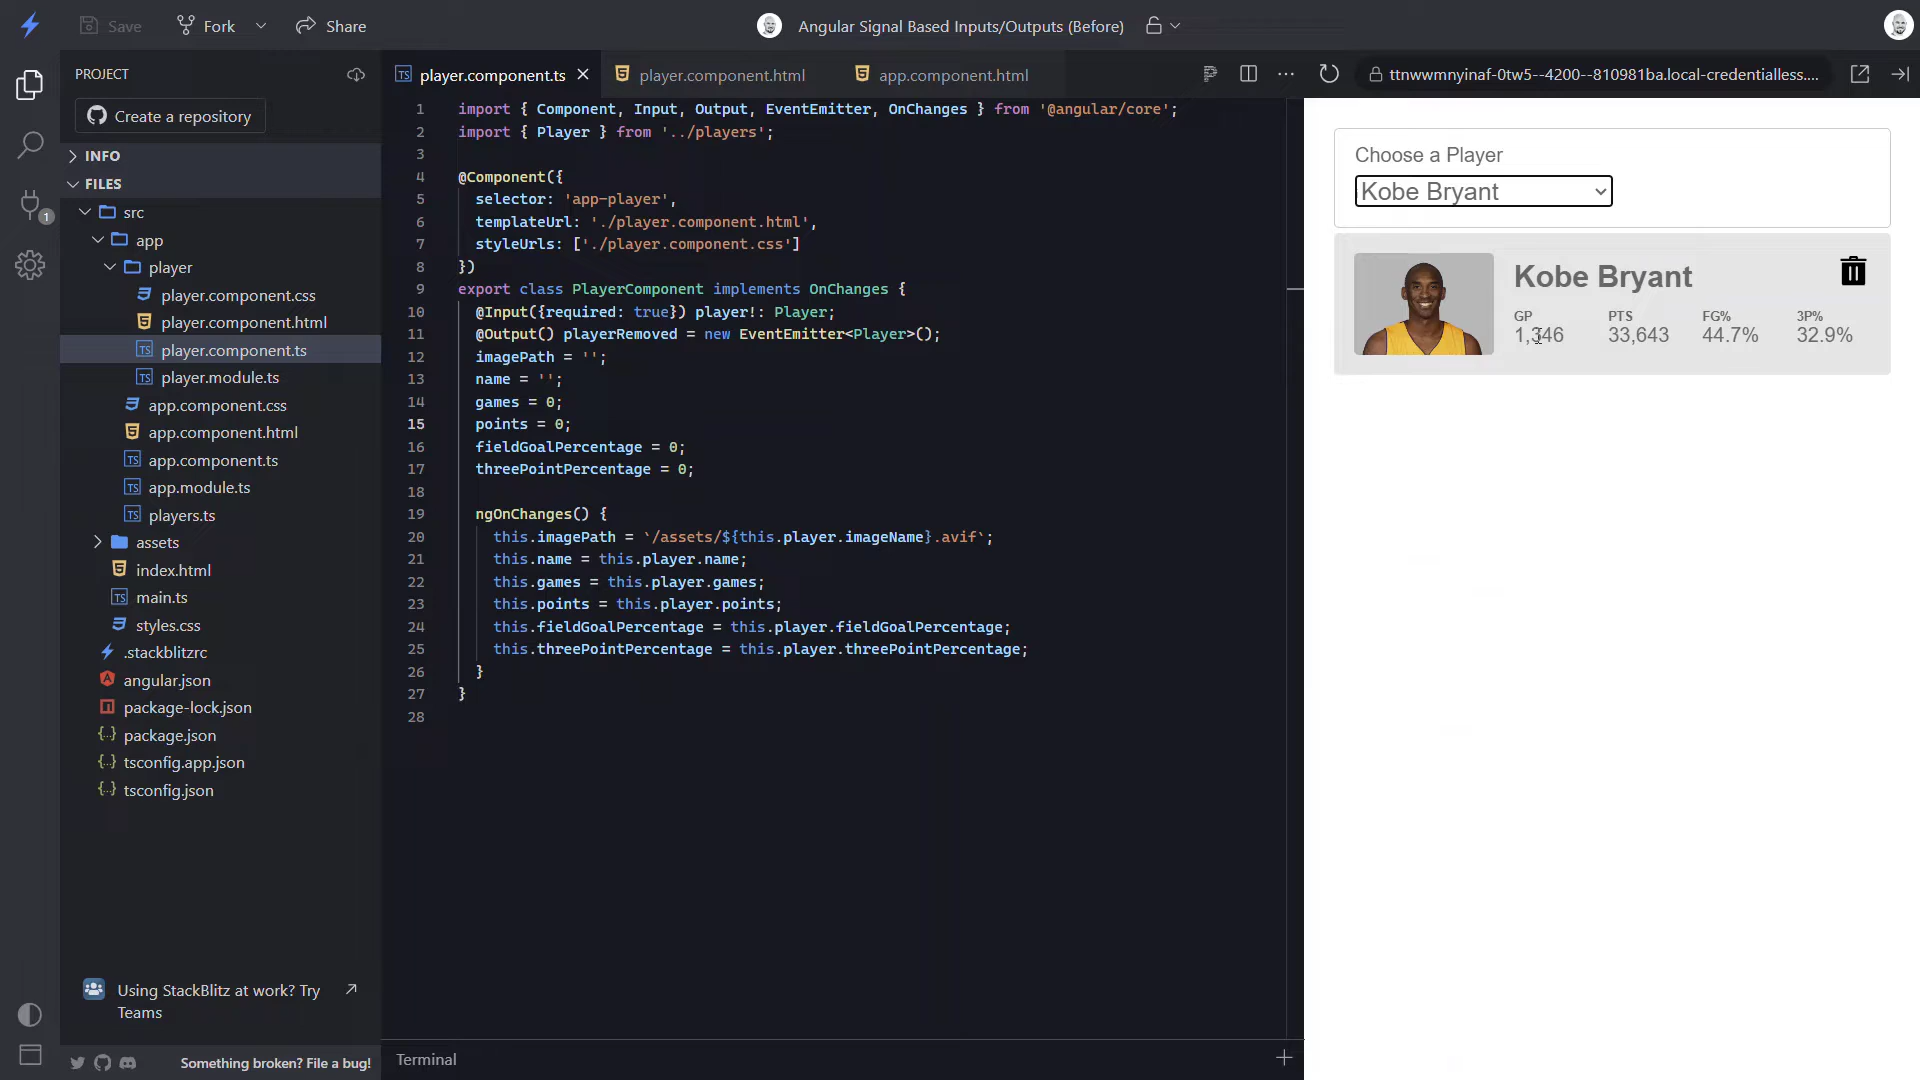 Save
Fork
Share
Angular Signal Based Inputs/Outputs (Before)
PROJECT
Create a repository
INFO
FILES
src
app
player
player.component.css
player.component.html
player.component.ts
player.module.ts
app.component.css
app.component.html
app.component.ts
app.module.ts
players.ts
assets
index.html
main.ts
styles.css
.stackblitzrc
angular.json
package-lock.json
package.json
tsconfig.app.json
tsconfig.json
Using StackBlitz at work? Try
Teams
Something broken? File a bug!
1
player.component.ts
player.component.html
app.component.html
1 import { Component, Input, Output, EventEmitter, OnChanges } from '@angular/core';
2 import { Player } from '../players';
3
4 @Component({
5 selector: 'app-player',
6 templateUrl: './player.component.html',
7 styleUrls: ['./player.component.css']
8 })
9 export class PlayerComponent implements OnChanges {
10 @Input({required: true}) player!: Player;
11 @Output() playerRemoved = new EventEmitter<Player>();
12 imagePath = '';
13 name = '';
14 games = 0;
15 points = 0;
16 fieldGoalPercentage = 0;
17 threePointPercentage = 0;
18
19 ngOnChanges() {
20 this.imagePath = `/assets/${this.player.imageName}.avif`;
21 this.name = this.player.name;
22 this.games = this.player.games;
23 this.points = this.player.points;
24 this.fieldGoalPercentage = this.player.fieldGoalPercentage;
25 this.threePointPercentage = this.player.threePointPercentage;
26 }
27 }
28
Terminal
ttnwwmnyinaf-0tw5--4200--810981ba.local-credentialless....
Choose a Player
Kobe Bryant
Kobe Bryant
GP PTS FG% 3P%
1,346 33,643 44.7% 32.9%